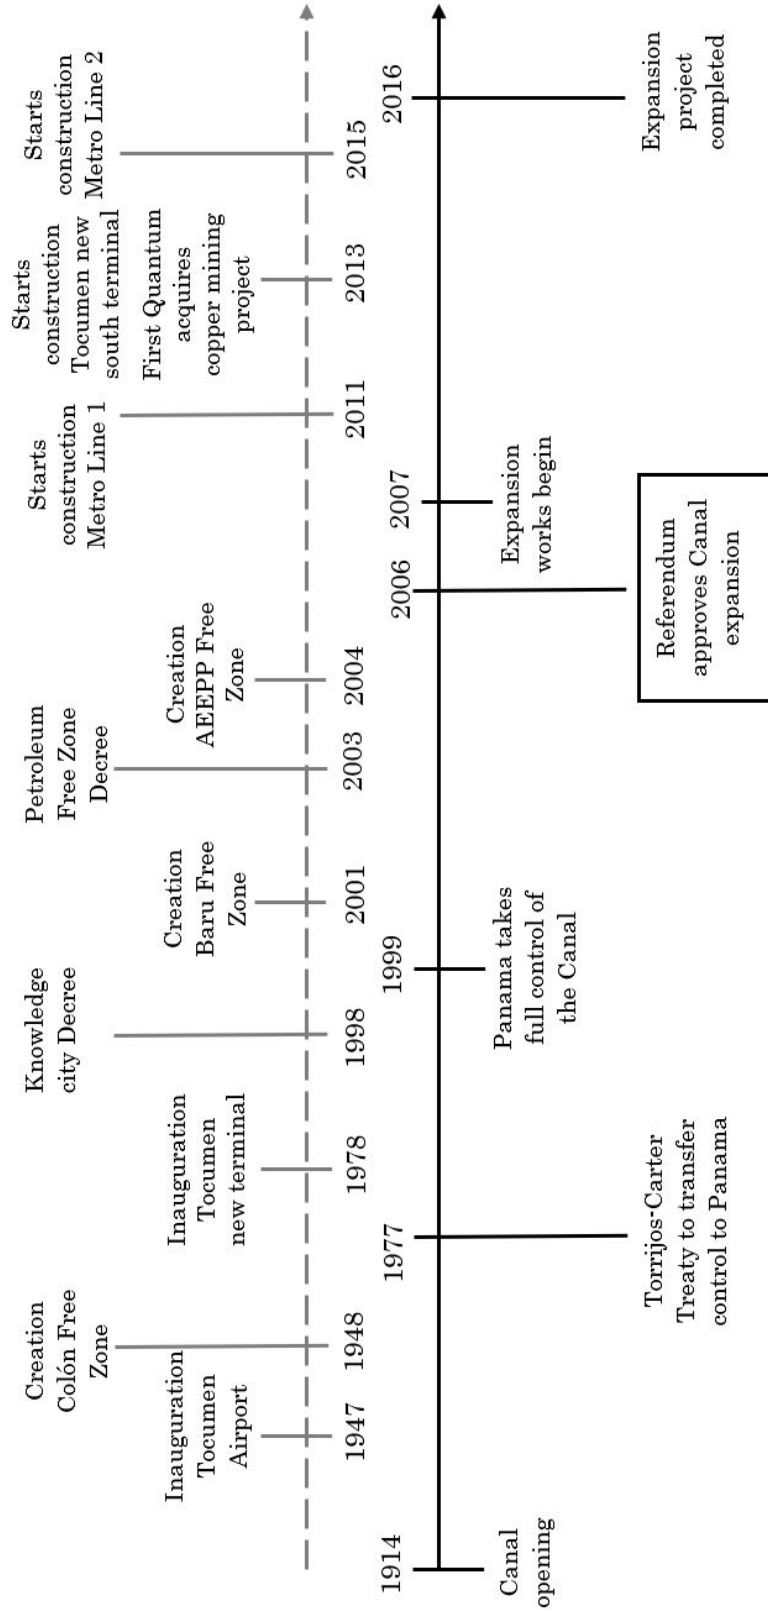 Inauguration
Tocumen
Airport
1947
Creation
Colón Free
Zone
1948
Inauguration
Tocumen
new terminal
1978
Knowledge
city Decree
1998
Creation
Baru Free
Zone
2001
Petroleum
Free Zone
Decree
2003
Creation
AEEPP Free
Zone
2004
Starts
construction
Metro Line 1
2011
Starts
construction
Tocumen new
south terminal
First Quantum
acquires
copper mining
project
2013
Starts
construction
Metro Line 2
2015
1914
Canal
opening
1977
Torrijos-Carter
Treaty to transfer
control to Panama
1999
Panama takes
full control of
the Canal
2006
Referendum
approves Canal
expansion
2007
Expansion
works begin
2016
Expansion
project
completed